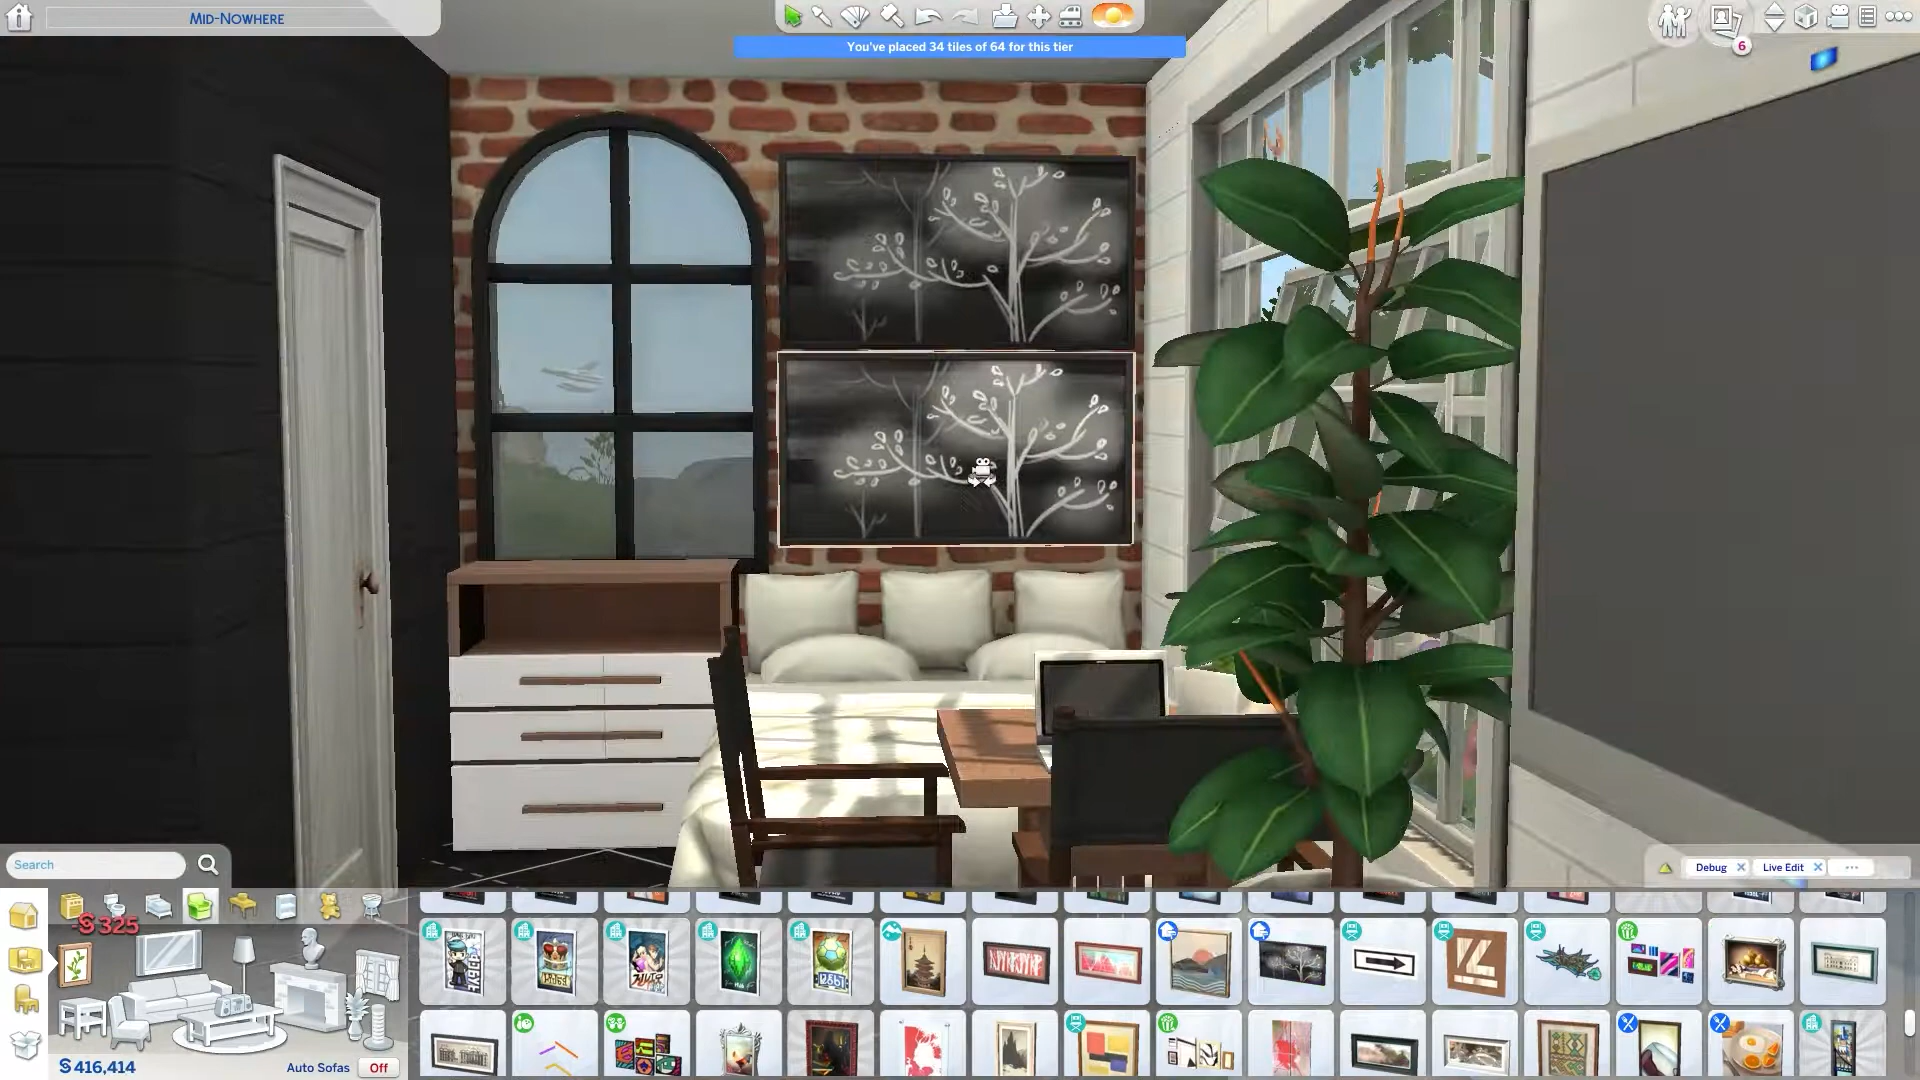 Mid-Nowhere
You've placed 34 tiles of 64 for this tier
6
Search
Debug
Live Edit
-§325
§416,414
Auto Sofas
Off